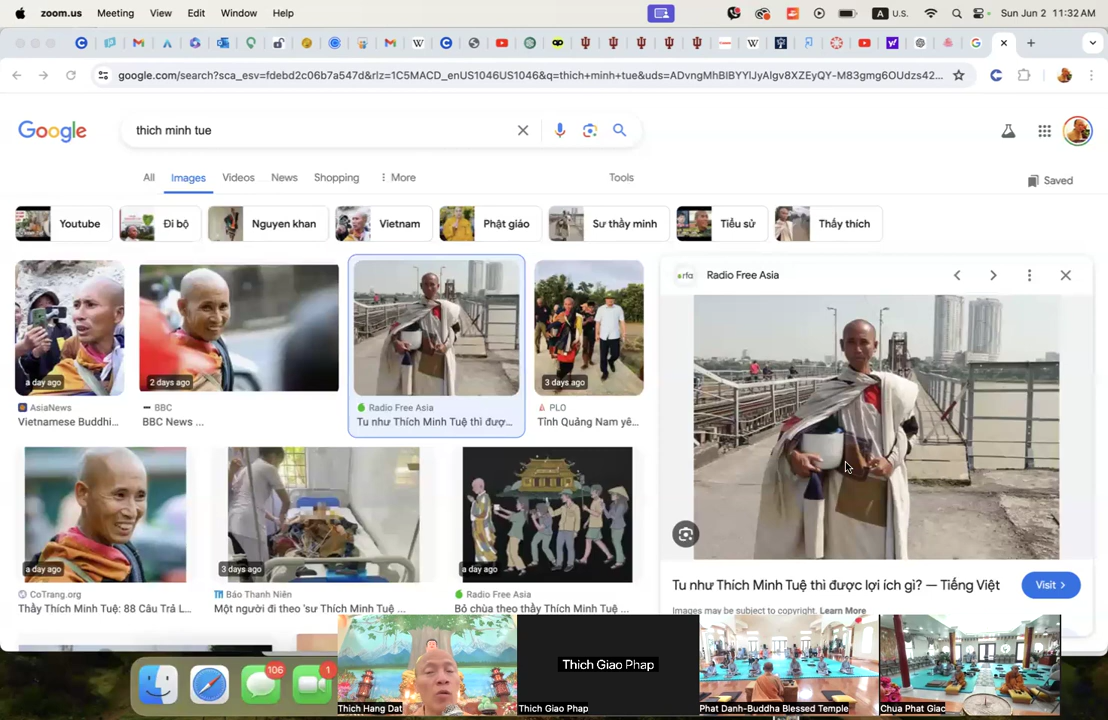 zoom.us Meeting View Edit Window Help
A U.S. Sun Jun 2 11:32 AM
google.com/search?sca_esv=fdebd2c06b7a547d&rlz=1C5MACD_enUS1046US1046&q=thich+minh+tue&uds=ADvngMhBlBYYlJyAlgv8XZEyQY-M83gmg6OUdzs42...
Google
thich minh tue
All Images Videos News Shopping More Tools
Saved
Youtube Đi bộ Nguyen khan Vietnam Phật giáo Sư thầy minh Tiểu sử Thầy thích
Radio Free Asia
a day ago 2 days ago 3 days ago
AsiaNews BBC Radio Free Asia PLO
Vietnamese Buddhi... BBC News ... Tu như Thích Minh Tuệ thì đượ... Tỉnh Quảng Nam yê...
a day ago 3 days ago a day ago
CoTrang.org Báo Thanh Niên Radio Free Asia
Thầy Thích Minh Tuệ: 88 Câu Trả L... Một người đi theo 'sư Thích Minh Tuệ ... Bỏ chùa theo thầy Thích Minh Tuệ ...
Tu như Thích Minh Tuệ thì được lợi ích gì? — Tiếng Việt
Visit
Images may be subject to copyright. Learn More
106
1
Thich Giao Phap
Thich Hang Dat Thich Giao Phap Phat Danh-Buddha Blessed Temple Chua Phat Giac